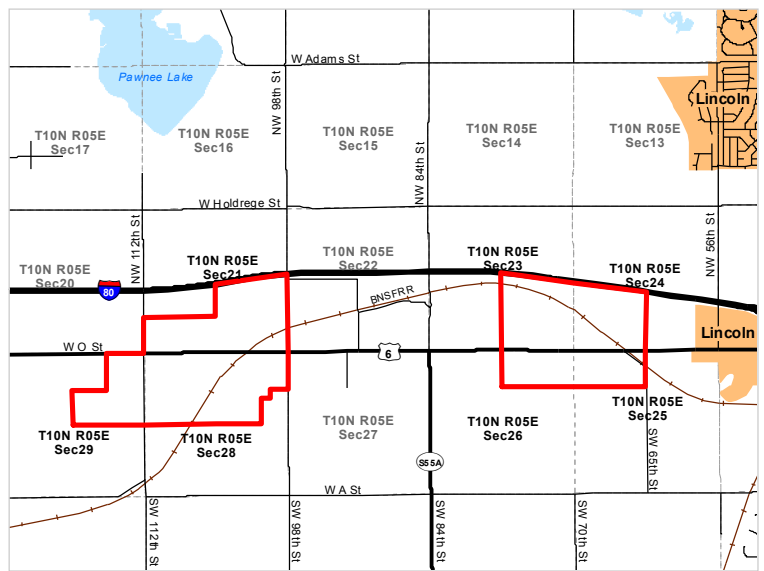 W Adams St
Pawnee Lake
NW 98th St
Lincoln
T10N R05E
Sec17
T10N R05E
Sec16
T10N R05E
Sec15
T10N R05E
Sec14
T10N R05E
Sec13
NW 84th St
W Holdrege St
NW 112th St
NW 56th St
T10N R05E
Sec20
T10N R05E
Sec21
T10N R05E
Sec22
T10N R05E
Sec23
T10N R05E
Sec24
80
BNSFRR
W O St
6
Lincoln
T10N R05E
Sec29
T10N R05E
Sec28
T10N R05E
Sec27
T10N R05E
Sec26
T10N R05E
Sec25
S55A
SW 65th St
W A St
SW 112th St
SW 98th St
SW 84th St
SW 70th St